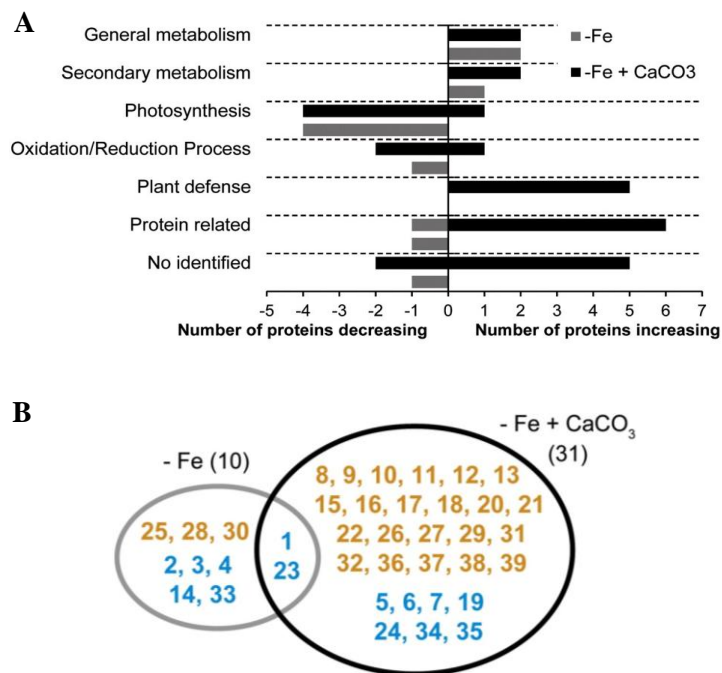 A
General metabolism
Secondary metabolism
Photosynthesis
Oxidation/Reduction Process
Plant defense
Protein related
No identified
-Fe
-Fe + CaCO3
-5 -4 -3 -2 -1 0 1 2 3 4 5 6 7
Number of proteins decreasing Number of proteins increasing
B
- Fe (10)
- Fe + CaCO₃
(31)
25, 28, 30
2, 3, 4
14, 33
1
23
8, 9, 10, 11, 12, 13
15, 16, 17, 18, 20, 21
22, 26, 27, 29, 31
32, 36, 37, 38, 39
5, 6, 7, 19
24, 34, 35